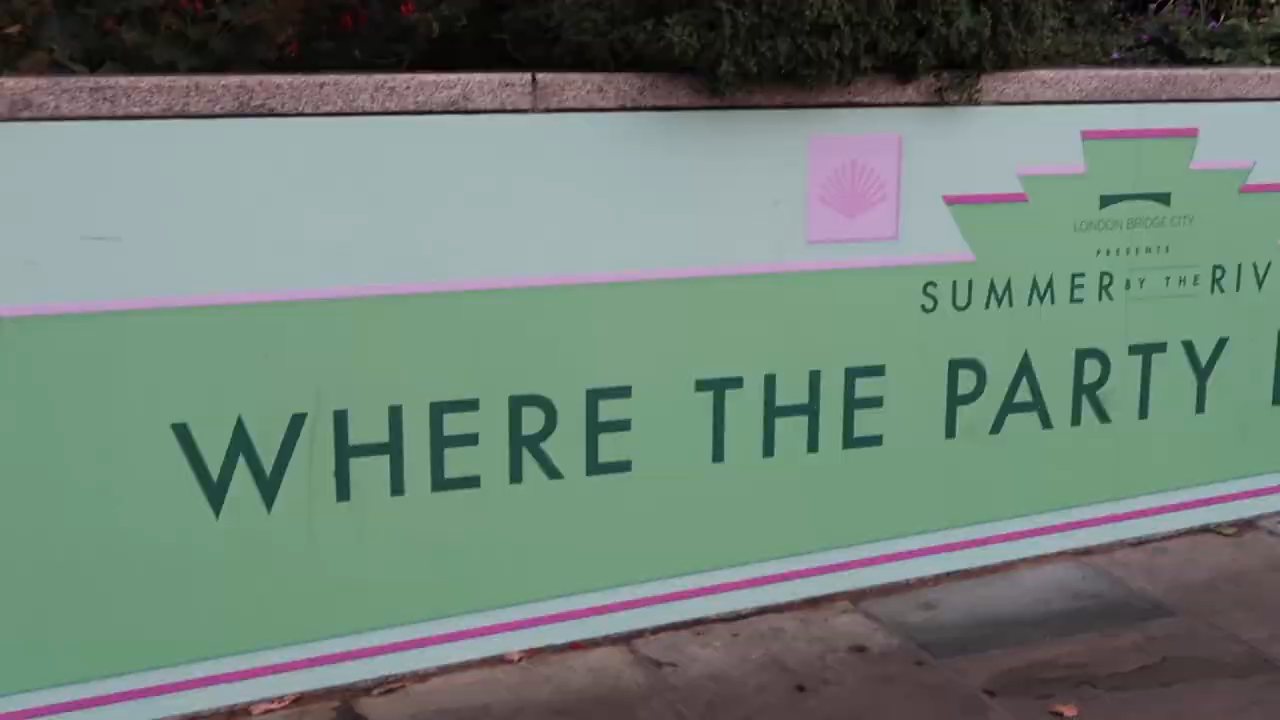 LONDON BRIDGE CITY
PRESENTS
SUMMER BY THE RIV
WHERE THE PARTY